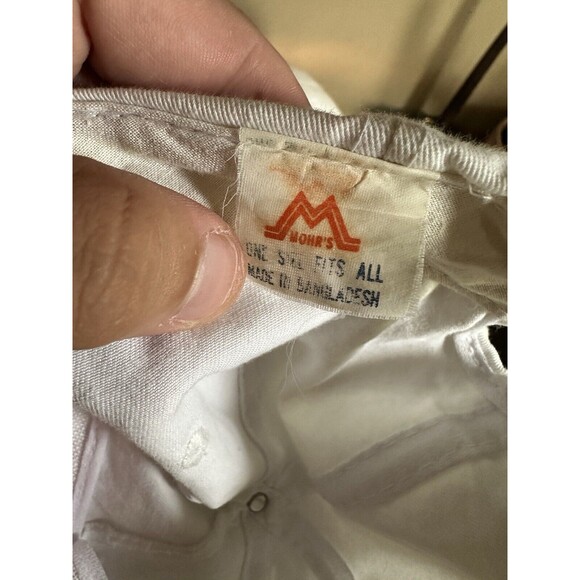 M
MOHR'S
ONE SIZE FITS ALL
MADE IN BANGLADESH